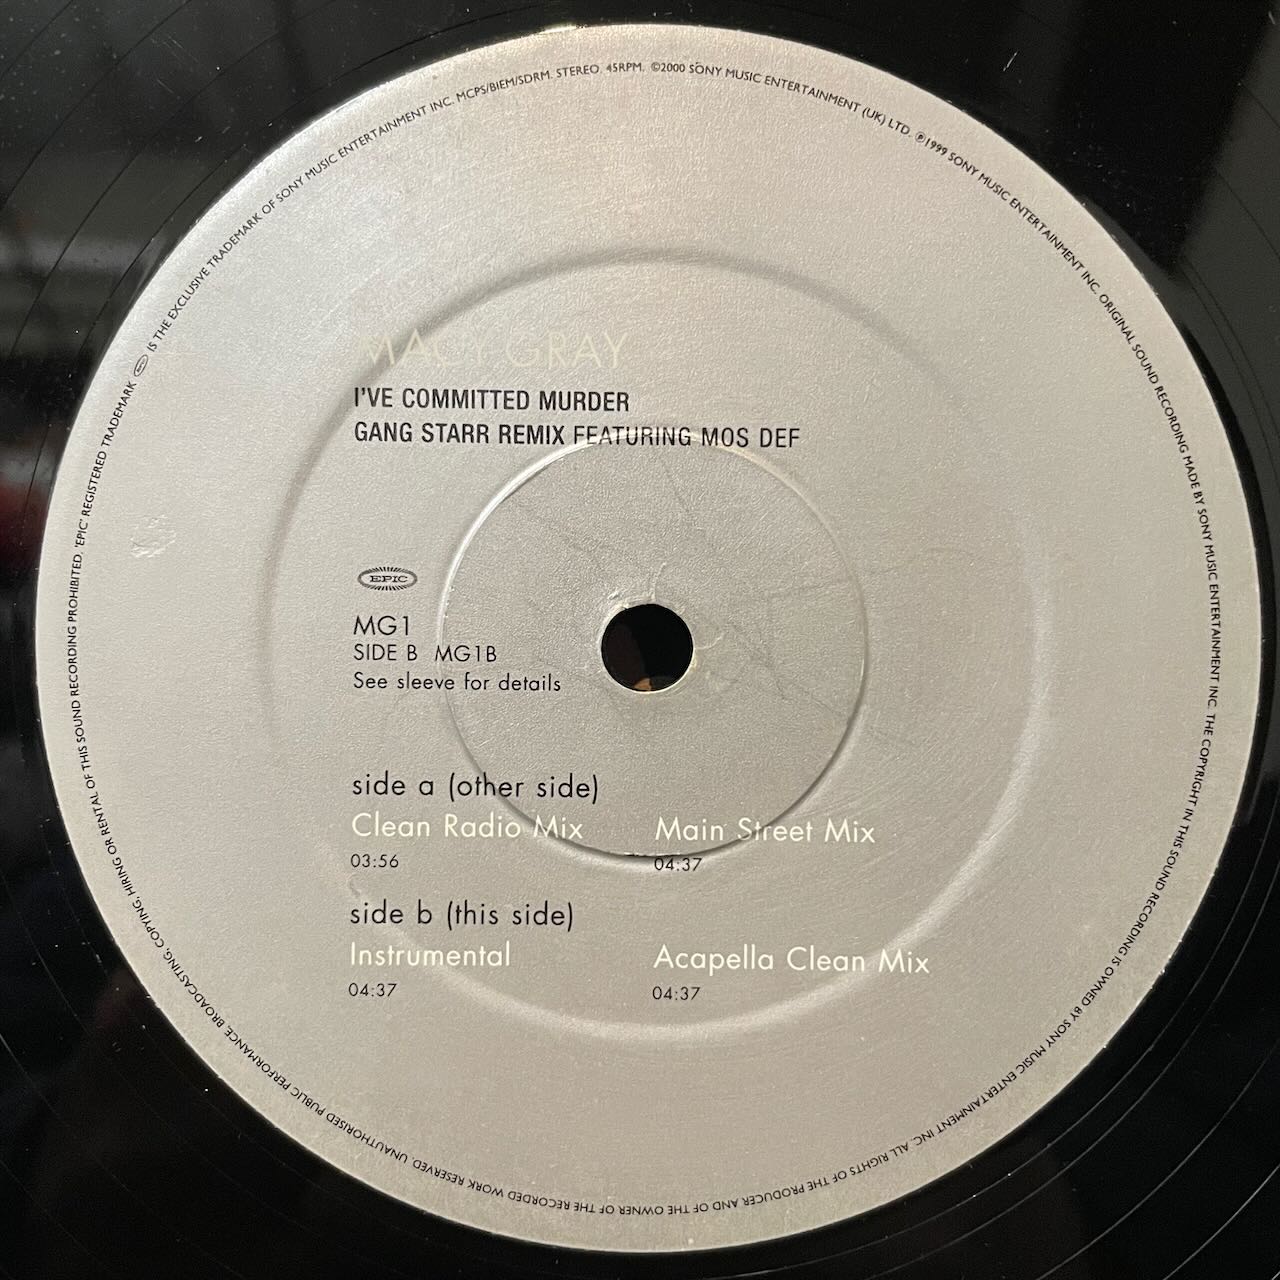 MACY GRAY
I'VE COMMITTED MURDER
GANG STARR REMIX FEATURING MOS DEF
EPIC
MG1
SIDE B MG1B
See sleeve for details
side a (other side)
Clean Radio Mix Main Street Mix
03:56 04:37
side b (this side)
Instrumental Acapella Clean Mix
04:37 04:37
'EPIC' REGISTERED TRADEMARK EPIC IS THE EXCLUSIVE TRADEMARK OF SONY MUSIC ENTERTAINMENT INC. MCPS/BIEM/SDRM. STEREO. 45RPM. ©2000 SONY MUSIC ENTERTAINMENT (UK) LTD. ℗1999 SONY MUSIC ENTERTAINMENT INC. ORIGINAL SOUND RECORDING MADE BY SONY MUSIC ENTERTAINMENT INC. THE COPYRIGHT IN THIS SOUND RECORDING IS OWNED BY SONY MUSIC ENTERTAINMENT INC. ALL RIGHTS OF THE PRODUCER AND OF THE OWNER OF THE RECORDED WORK RESERVED. UNAUTHORISED PUBLIC PERFORMANCE, BROADCASTING, COPYING, HIRING OR RENTAL OF THIS SOUND RECORDING PROHIBITED.